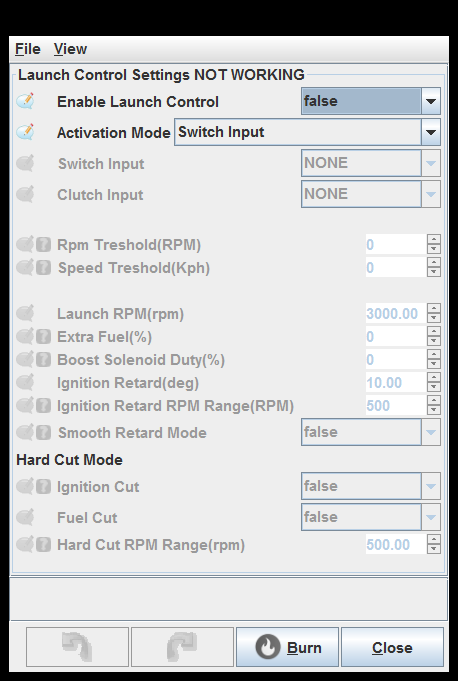 File View
Launch Control Settings NOT WORKING
Enable Launch Control false
Activation Mode Switch Input
Switch Input NONE
Clutch Input NONE
? Rpm Treshold(RPM) 0
? Speed Treshold(Kph) 0
Launch RPM(rpm) 3000.00
? Extra Fuel(%) 0
? Boost Solenoid Duty(%) 0
Ignition Retard(deg) 10.00
? Ignition Retard RPM Range(RPM) 500
? Smooth Retard Mode false
Hard Cut Mode
? Ignition Cut false
? Fuel Cut false
? Hard Cut RPM Range(rpm) 500.00
Burn Close